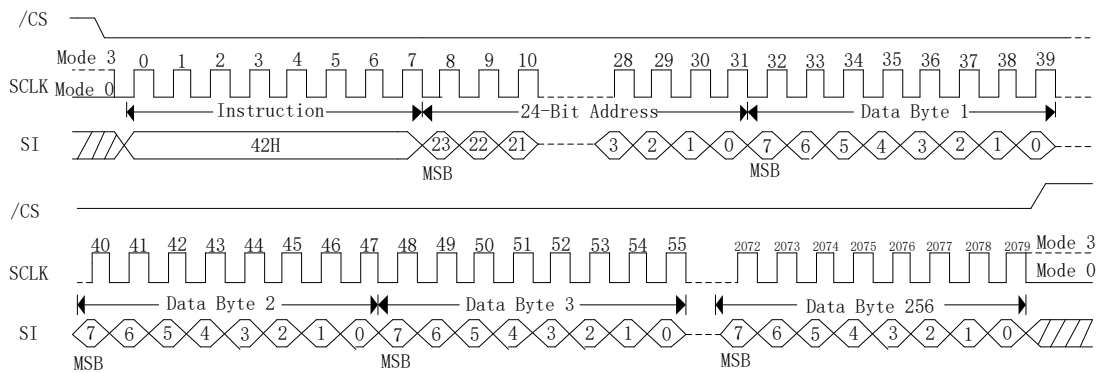 /CS
Mode 3 0 1 2 3 4 5 6 7 8 9 10 28 29 30 31 32 33 34 35 36 37 38 39
SCLK Mode 0
Instruction 24-Bit Address Data Byte 1
SI 42H 23 22 21 3 2 1 0 7 6 5 4 3 2 1 0
MSB MSB
/CS
40 41 42 43 44 45 46 47 48 49 50 51 52 53 54 55 2072 2073 2074 2075 2076 2077 2078 2079 Mode 3
SCLK Mode 0
Data Byte 2 Data Byte 3 Data Byte 256
SI 7 6 5 4 3 2 1 0 7 6 5 4 3 2 1 0 7 6 5 4 3 2 1 0
MSB MSB MSB